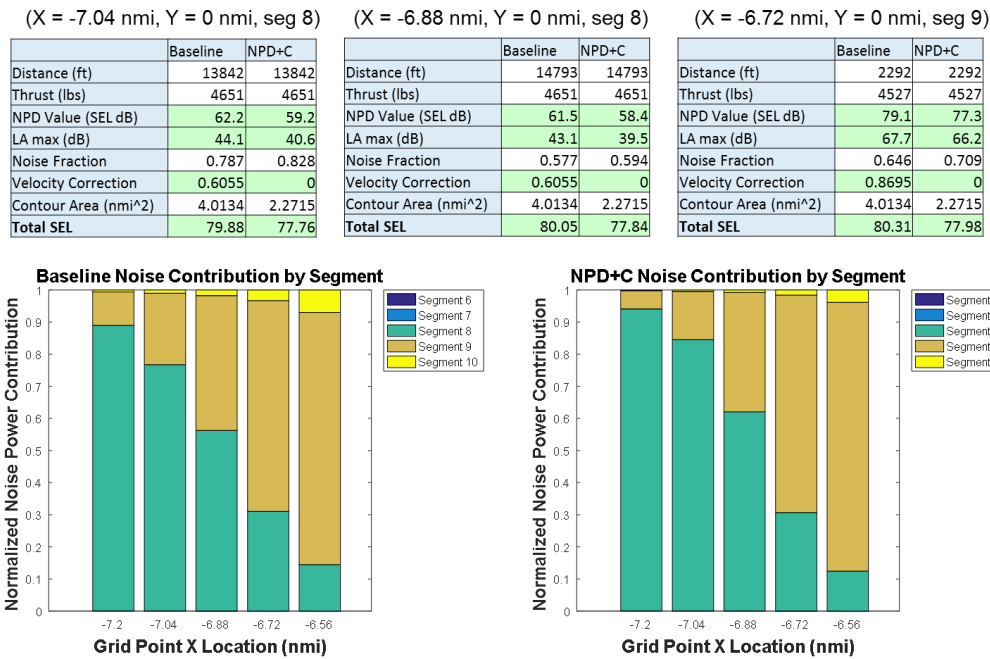 (X = -7.04 nmi, Y = 0 nmi, seg 8)
Baseline NPD+C
Distance (ft) 13842 13842
Thrust (lbs) 4651 4651
NPD Value (SEL dB) 62.2 59.2
LA max (dB) 44.1 40.6
Noise Fraction 0.787 0.828
Velocity Correction 0.6055 0
Contour Area (nmi^2) 4.0134 2.2715
Total SEL 79.88 77.76
(X = -6.88 nmi, Y = 0 nmi, seg 8)
Baseline NPD+C
Distance (ft) 14793 14793
Thrust (lbs) 4651 4651
NPD Value (SEL dB) 61.5 58.4
LA max (dB) 43.1 39.5
Noise Fraction 0.577 0.594
Velocity Correction 0.6055 0
Contour Area (nmi^2) 4.0134 2.2715
Total SEL 80.05 77.84
(X = -6.72 nmi, Y = 0 nmi, seg 9)
Baseline NPD+C
Distance (ft) 2292 2292
Thrust (lbs) 4527 4527
NPD Value (SEL dB) 79.1 77.3
LA max (dB) 67.7 66.2
Noise Fraction 0.646 0.709
Velocity Correction 0.8695 0
Contour Area (nmi^2) 4.0134 2.2715
Total SEL 80.31 77.98
Baseline Noise Contribution by Segment
Normalized Noise Power Contribution
1
0.9
0.8
0.7
0.6
0.5
0.4
0.3
0.2
0.1
0
-7.2 -7.04 -6.88 -6.72 -6.56
Grid Point X Location (nmi)
Segment 6
Segment 7
Segment 8
Segment 9
Segment 10
NPD+C Noise Contribution by Segment
Normalized Noise Power Contribution
1
0.9
0.8
0.7
0.6
0.5
0.4
0.3
0.2
0.1
0
-7.2 -7.04 -6.88 -6.72 -6.56
Grid Point X Location (nmi)
Segment
Segment
Segment
Segment
Segment